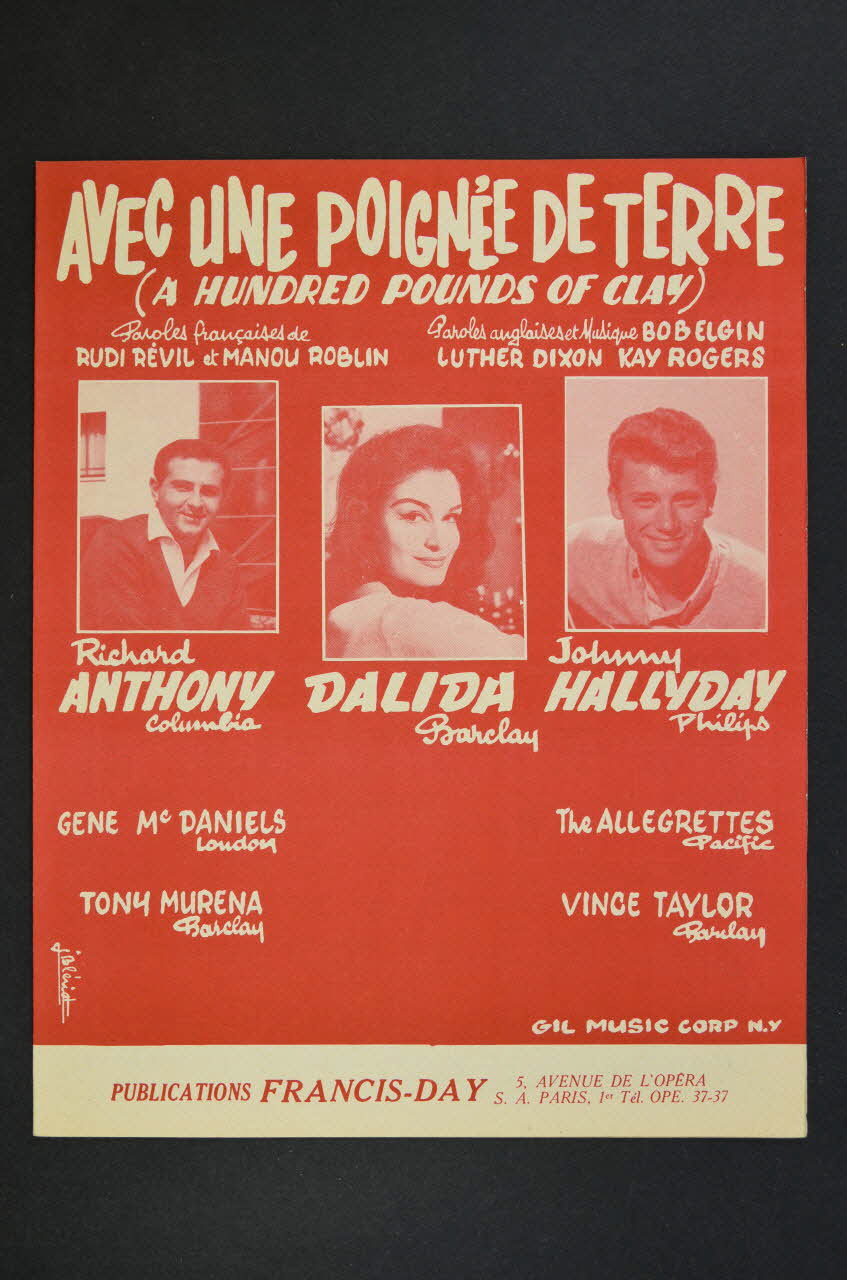 AVEC UNE POIGNÉE DE TERRE
(A HUNDRED POUNDS OF CLAY)
Paroles françaises de
RUDI RÉVIL et MANOU ROBLIN
Paroles anglaises et Musique BOB ELGIN
LUTHER DIXON KAY ROGERS
Richard
ANTHONY
Columbia
DALIDA
Barclay
Johnny
HALLYDAY
Philips
GENE Mc DANIELS
London
The ALLEGRETTES
Pacific
TONY MURENA
Barclay
VINCE TAYLOR
Barclay
j Blériot
GIL MUSIC CORP N.Y
PUBLICATIONS FRANCIS-DAY
5, AVENUE DE L'OPÉRA
S. A. PARIS, 1er Tél. OPE. 37-37